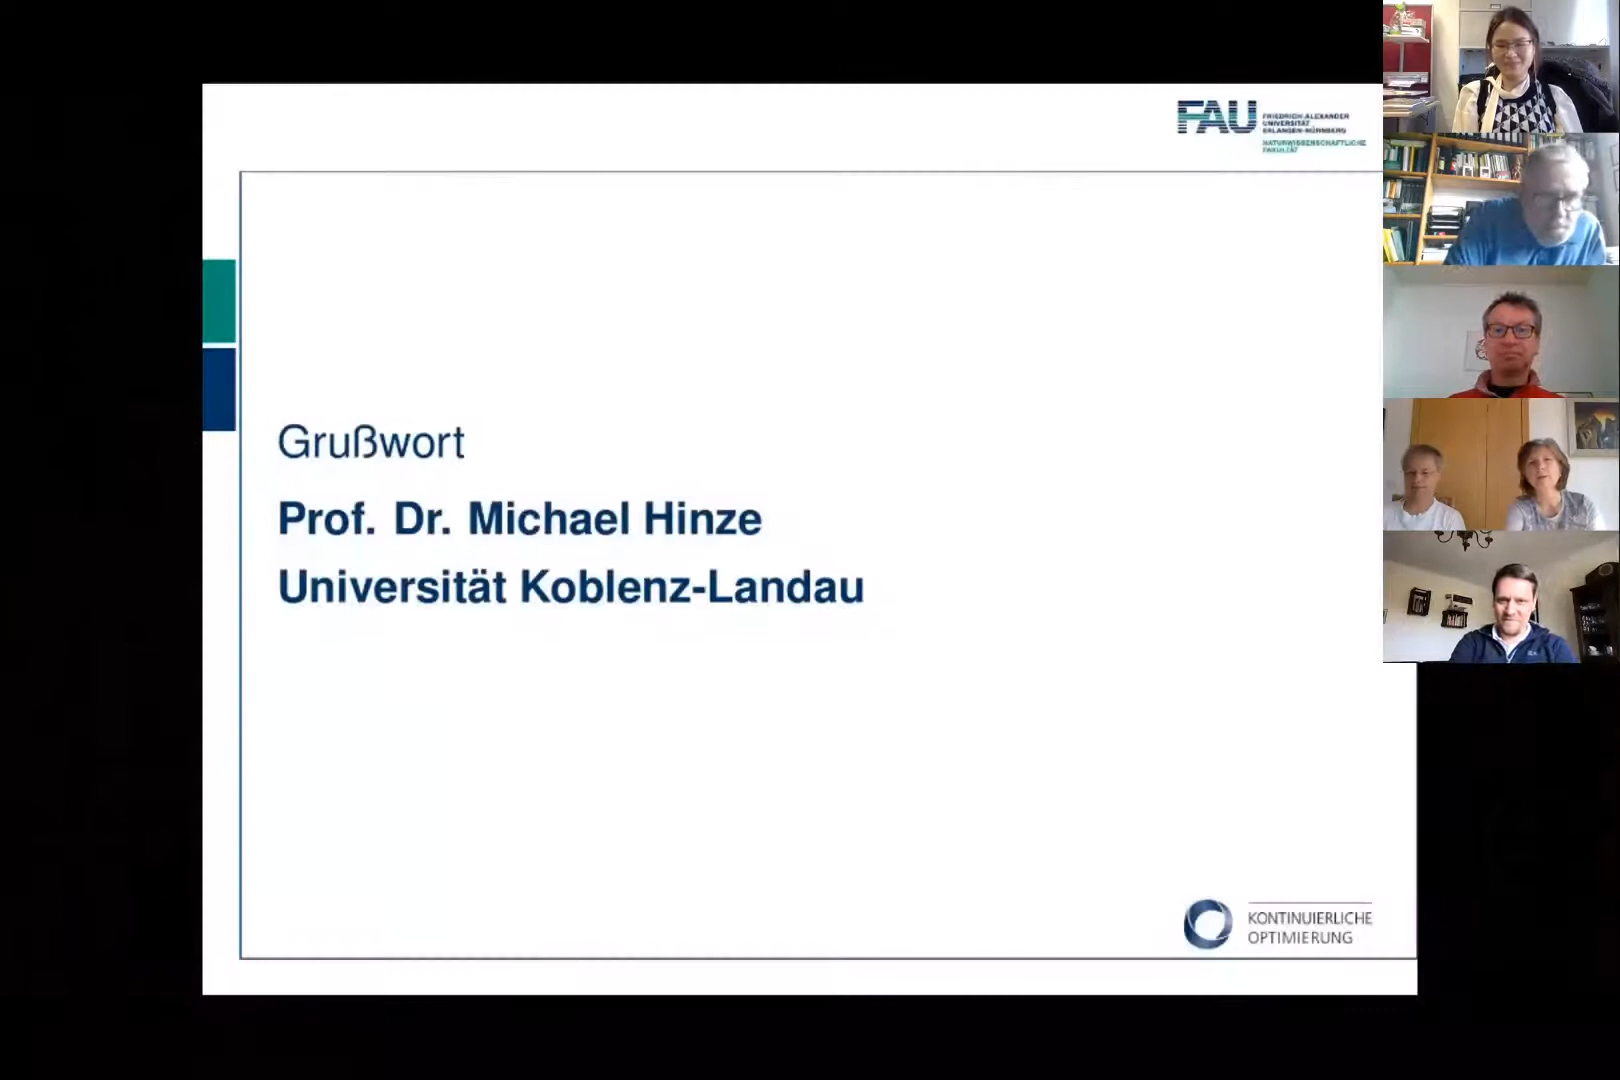 FAU
FRIEDRICH-ALEXANDER
UNIVERSITÄT
ERLANGEN-NÜRNBERG
NATURWISSENSCHAFTLICHE
FAKULTÄT
Grußwort
Prof. Dr. Michael Hinze
Universität Koblenz-Landau
KONTINUIERLICHE
OPTIMIERUNG